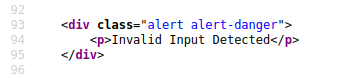 92
93 <div class="alert alert-danger">
94 <p>Invalid Input Detected</p>
95 </div>
96